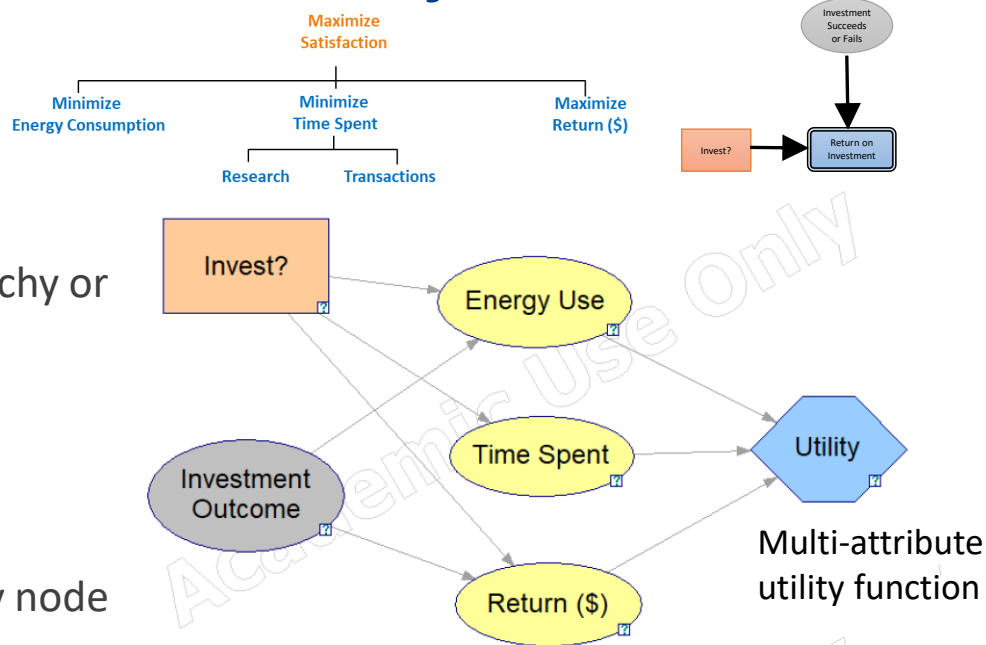 Maximize
Satisfaction
Minimize
Energy Consumption
Minimize
Time Spent
Maximize
Return ($)
Research
Transactions
Investment
Succeeds
or Fails
Invest?
Return on
Investment
chy or
Invest?
?
Energy Use
?
Investment
Outcome
?
Time Spent
?
Utility
?
Return ($)
?
Multi-attribute
utility function
y node
Academic Use Only